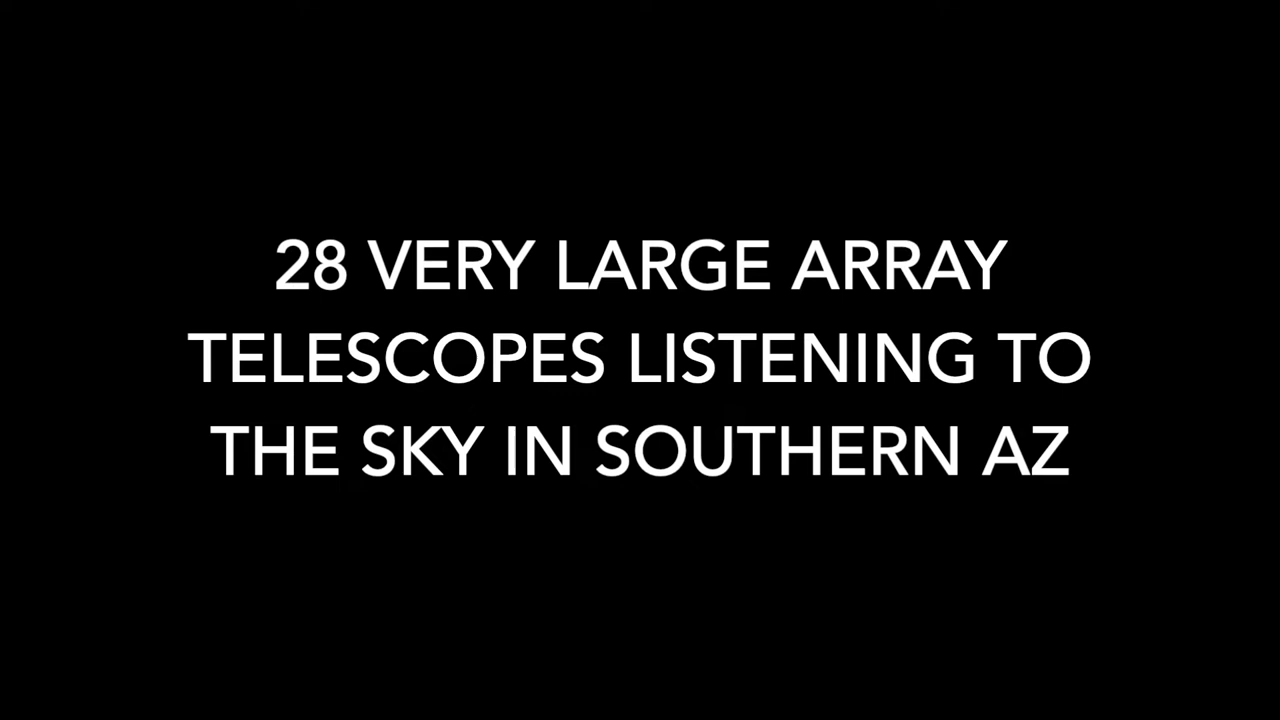 28 VERY LARGE ARRAY
TELESCOPES LISTENING TO
THE SKY IN SOUTHERN AZ